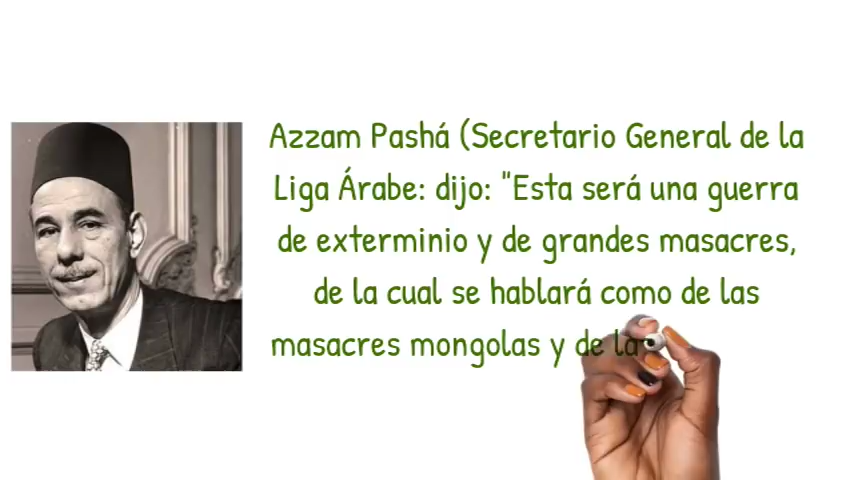 Azzam Pashá (Secretario General de la
Liga Árabe: dijo: "Esta será una guerra
de exterminio y de grandes masacres,
de la cual se hablará como de las
masacres mongolas y de la